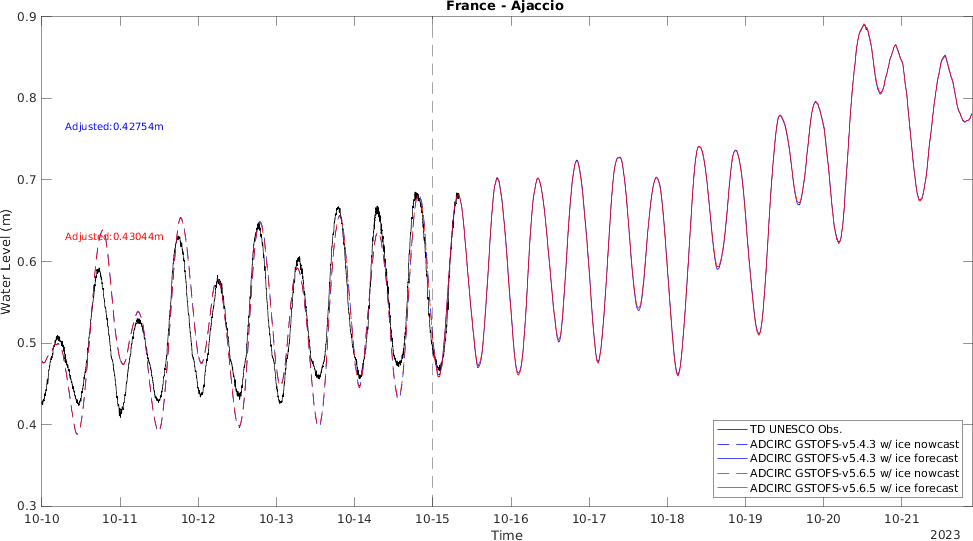 France - Ajaccio
Water Level (m)
0.9
0.8
0.7
0.6
0.5
0.4
0.3
Adjusted:0.42754m
Adjusted:0.43044m
TD UNESCO Obs.
ADCIRC GSTOFS-v5.4.3 w/ ice nowcast
ADCIRC GSTOFS-v5.4.3 w/ ice forecast
ADCIRC GSTOFS-v5.6.5 w/ ice nowcast
ADCIRC GSTOFS-v5.6.5 w/ ice forecast
10-10 10-11 10-12 10-13 10-14 10-15 10-16 10-17 10-18 10-19 10-20 10-21
Time
2023